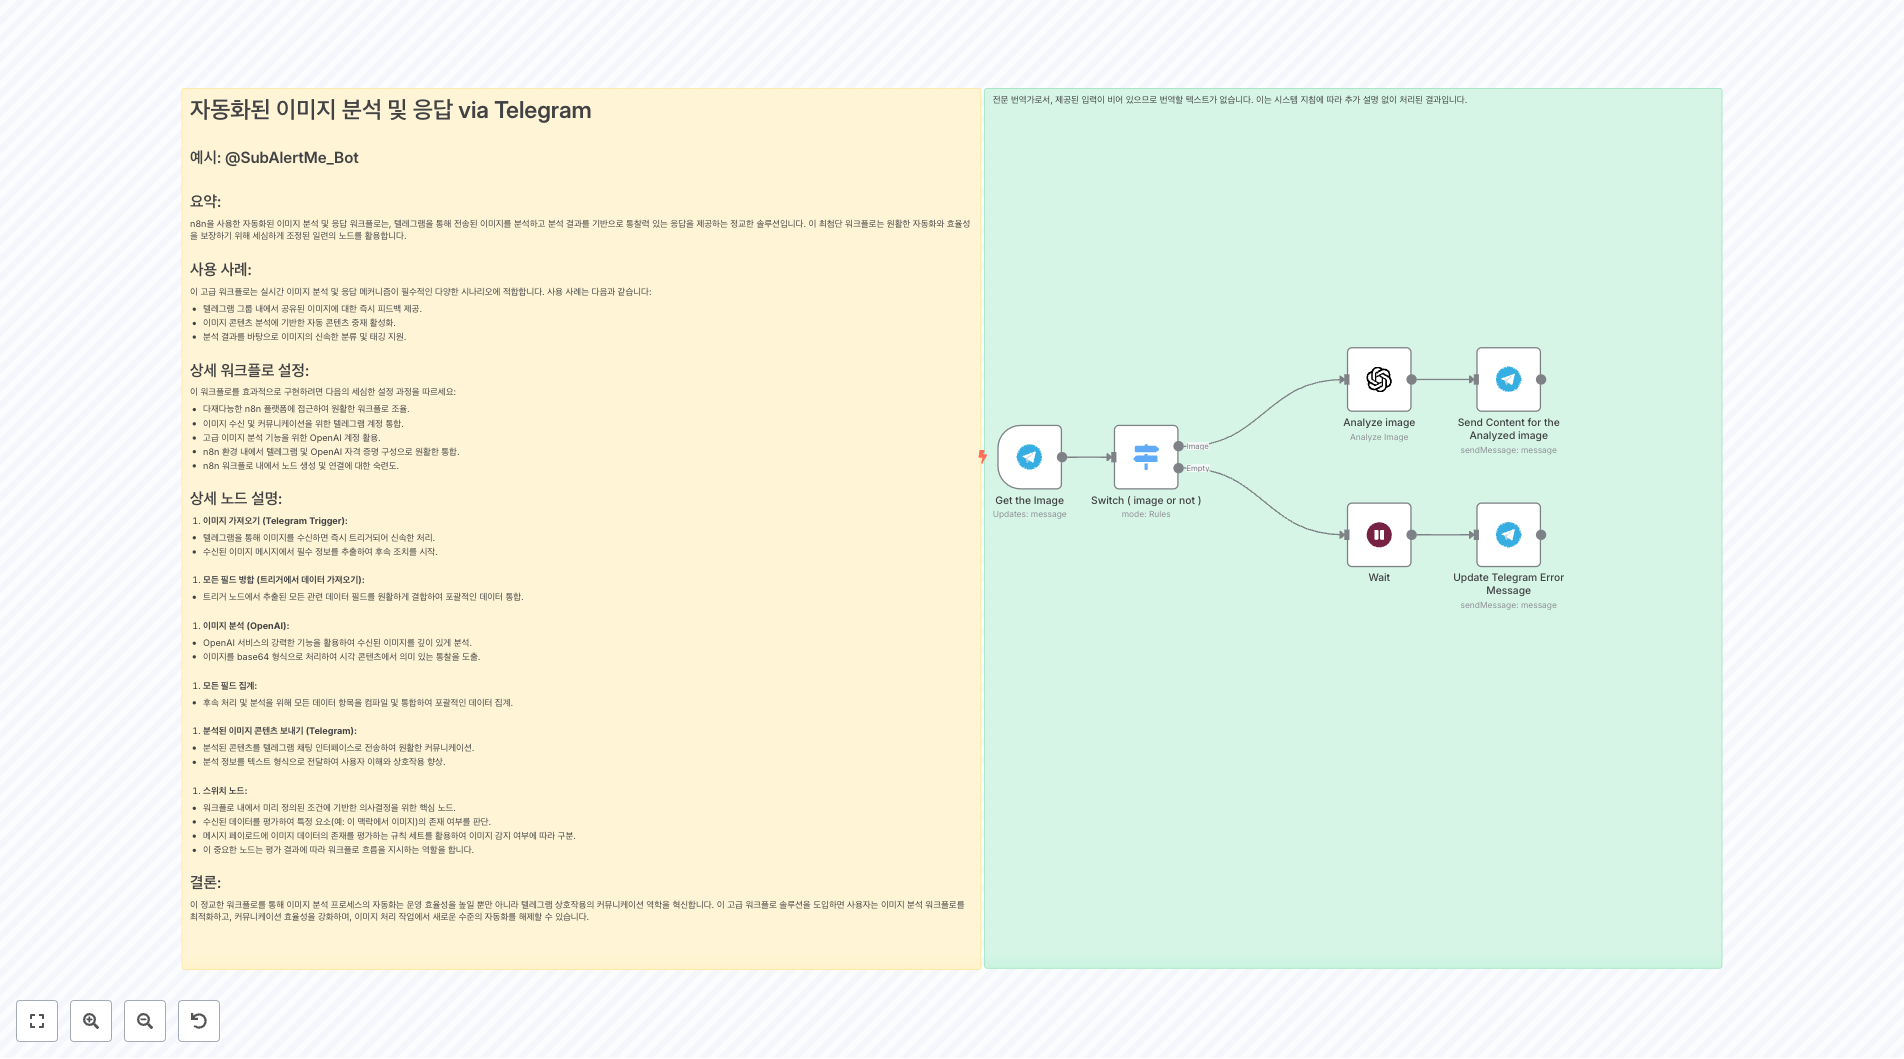 자동화된 이미지 분석 및 응답 via Telegram
예시: @SubAlertMe_Bot
요약:
n8n을 사용한 자동화된 이미지 분석 및 응답 워크플로는, 텔레그램을 통해 전송된 이미지를 분석하고 분석 결과를 기반으로 통찰력 있는 응답을 제공하는 정교한 솔루션입니다. 이 최첨단 워크플로는 원활한 자동화와 효율성
을 보장하기 위해 세심하게 조정된 일련의 노드를 활용합니다.
사용 사례:
이 고급 워크플로는 실시간 이미지 분석 및 응답 메커니즘이 필수적인 다양한 시나리오에 적합합니다. 사용 사례는 다음과 같습니다:
• 텔레그램 그룹 내에서 공유된 이미지에 대한 즉시 피드백 제공.
• 이미지 콘텐츠 분석에 기반한 자동 콘텐츠 중재 활성화.
• 분석 결과를 바탕으로 이미지의 신속한 분류 및 태깅 지원.
상세 워크플로 설정:
이 워크플로를 효과적으로 구현하려면 다음의 세심한 설정 과정을 따르세요:
• 다재다능한 n8n 플랫폼에 접근하여 원활한 워크플로 조율.
• 이미지 수신 및 커뮤니케이션을 위한 텔레그램 계정 통합.
• 고급 이미지 분석 기능을 위한 OpenAI 계정 활용.
• n8n 환경 내에서 텔레그램 및 OpenAI 자격 증명 구성으로 원활한 통합.
• n8n 워크플로 내에서 노드 생성 및 연결에 대한 숙련도.
상세 노드 설명:
1. 이미지 가져오기 (Telegram Trigger):
• 텔레그램을 통해 이미지를 수신하면 즉시 트리거되어 신속한 처리.
• 수신된 이미지 메시지에서 필수 정보를 추출하여 후속 조치를 시작.
1. 모든 필드 병합 (트리거에서 데이터 가져오기):
• 트리거 노드에서 추출된 모든 관련 데이터 필드를 원활하게 결합하여 포괄적인 데이터 통합.
1. 이미지 분석 (OpenAI):
• OpenAI 서비스의 강력한 기능을 활용하여 수신된 이미지를 깊이 있게 분석.
• 이미지를 base64 형식으로 처리하여 시각 콘텐츠에서 의미 있는 통찰을 도출.
1. 모든 필드 집계:
• 후속 처리 및 분석을 위해 모든 데이터 항목을 컴파일 및 통합하여 포괄적인 데이터 집계.
1. 분석된 이미지 콘텐츠 보내기 (Telegram):
• 분석된 콘텐츠를 텔레그램 채팅 인터페이스로 전송하여 원활한 커뮤니케이션.
• 분석 정보를 텍스트 형식으로 전달하여 사용자 이해와 상호작용 향상.
1. 스위치 노드:
• 워크플로 내에서 미리 정의된 조건에 기반한 의사결정을 위한 핵심 노드.
• 수신된 데이터를 평가하여 특정 요소(예: 이 맥락에서 이미지)의 존재 여부를 판단.
• 메시지 페이로드에 이미지 데이터의 존재를 평가하는 규칙 세트를 활용하여 이미지 감지 여부에 따라 구분.
• 이 중요한 노드는 평가 결과에 따라 워크플로 흐름을 지시하는 역할을 합니다.
결론:
이 정교한 워크플로를 통해 이미지 분석 프로세스의 자동화는 운영 효율성을 높일 뿐만 아니라 텔레그램 상호작용의 커뮤니케이션 역학을 혁신합니다. 이 고급 워크플로 솔루션을 도입하면 사용자는 이미지 분석 워크플로를
최적화하고, 커뮤니케이션 효율성을 강화하며, 이미지 처리 작업에서 새로운 수준의 자동화를 해제할 수 있습니다.
전문 번역가로서, 제공된 입력이 비어 있으므로 번역할 텍스트가 없습니다. 이는 시스템 지침에 따라 추가 설명 없이 처리된 결과입니다.
Get the Image
Updates: message
Switch ( image or not )
mode: Rules
Image
Empty
Analyze image
Analyze Image
Send Content for the
Analyzed image
sendMessage: message
Wait
Update Telegram Error
Message
sendMessage: message